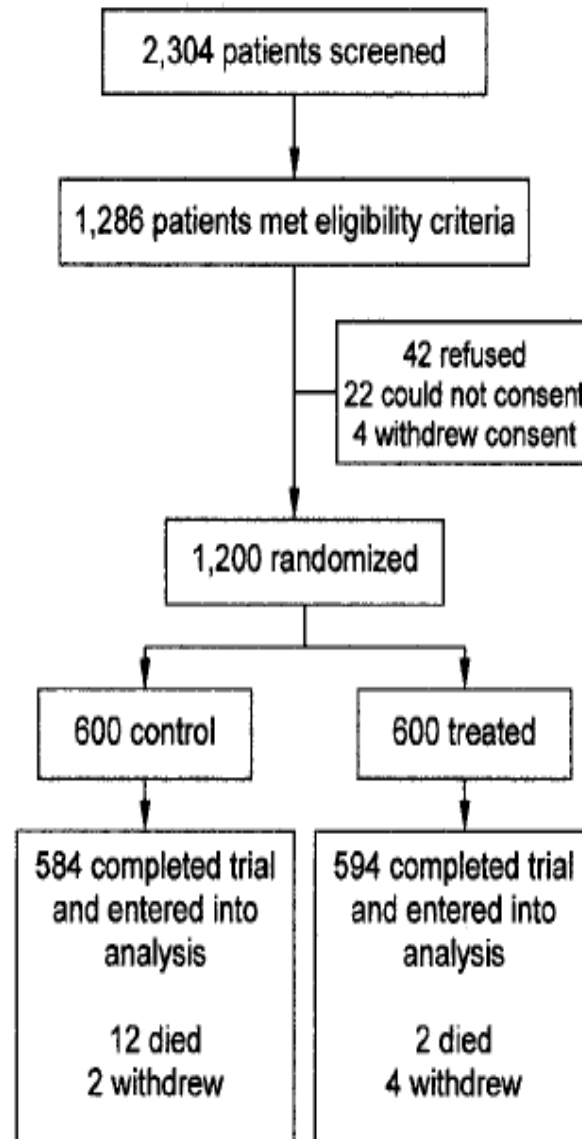 2,304 patients screened
1,286 patients met eligibility criteria
42 refused
22 could not consent
4 withdrew consent
1,200 randomized
600 control
600 treated
584 completed trial
and entered into
analysis
12 died
2 withdrew
594 completed trial
and entered into
analysis
2 died
4 withdrew